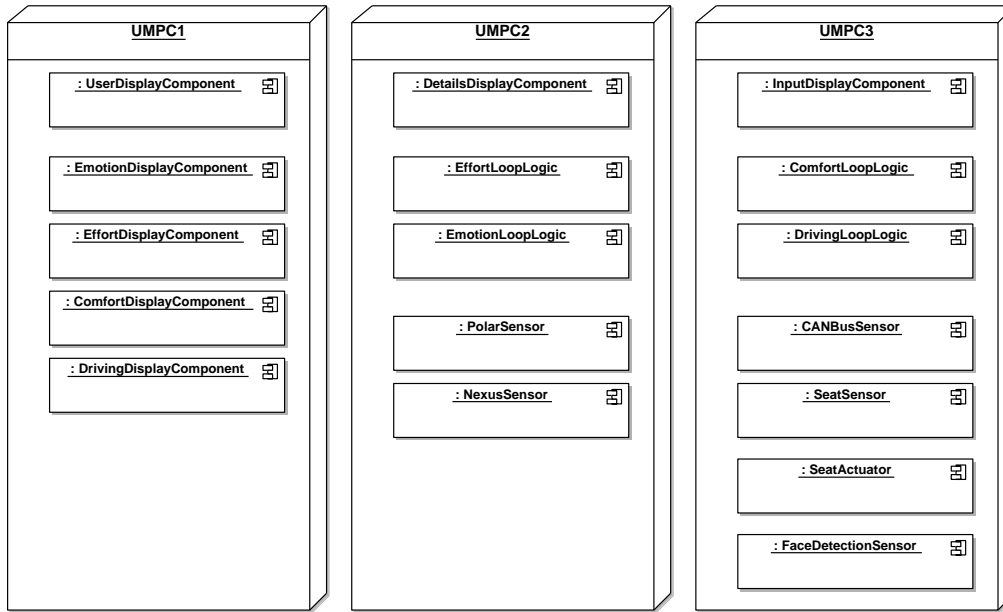 UMPC1
: UserDisplayComponent
: EmotionDisplayComponent
: EffortDisplayComponent
: ComfortDisplayComponent
: DrivingDisplayComponent
UMPC2
: DetailsDisplayComponent
: EffortLoopLogic
: EmotionLoopLogic
: PolarSensor
: NexusSensor
UMPC3
: InputDisplayComponent
: ComfortLoopLogic
: DrivingLoopLogic
: CANBusSensor
: SeatSensor
: SeatActuator
: FaceDetectionSensor